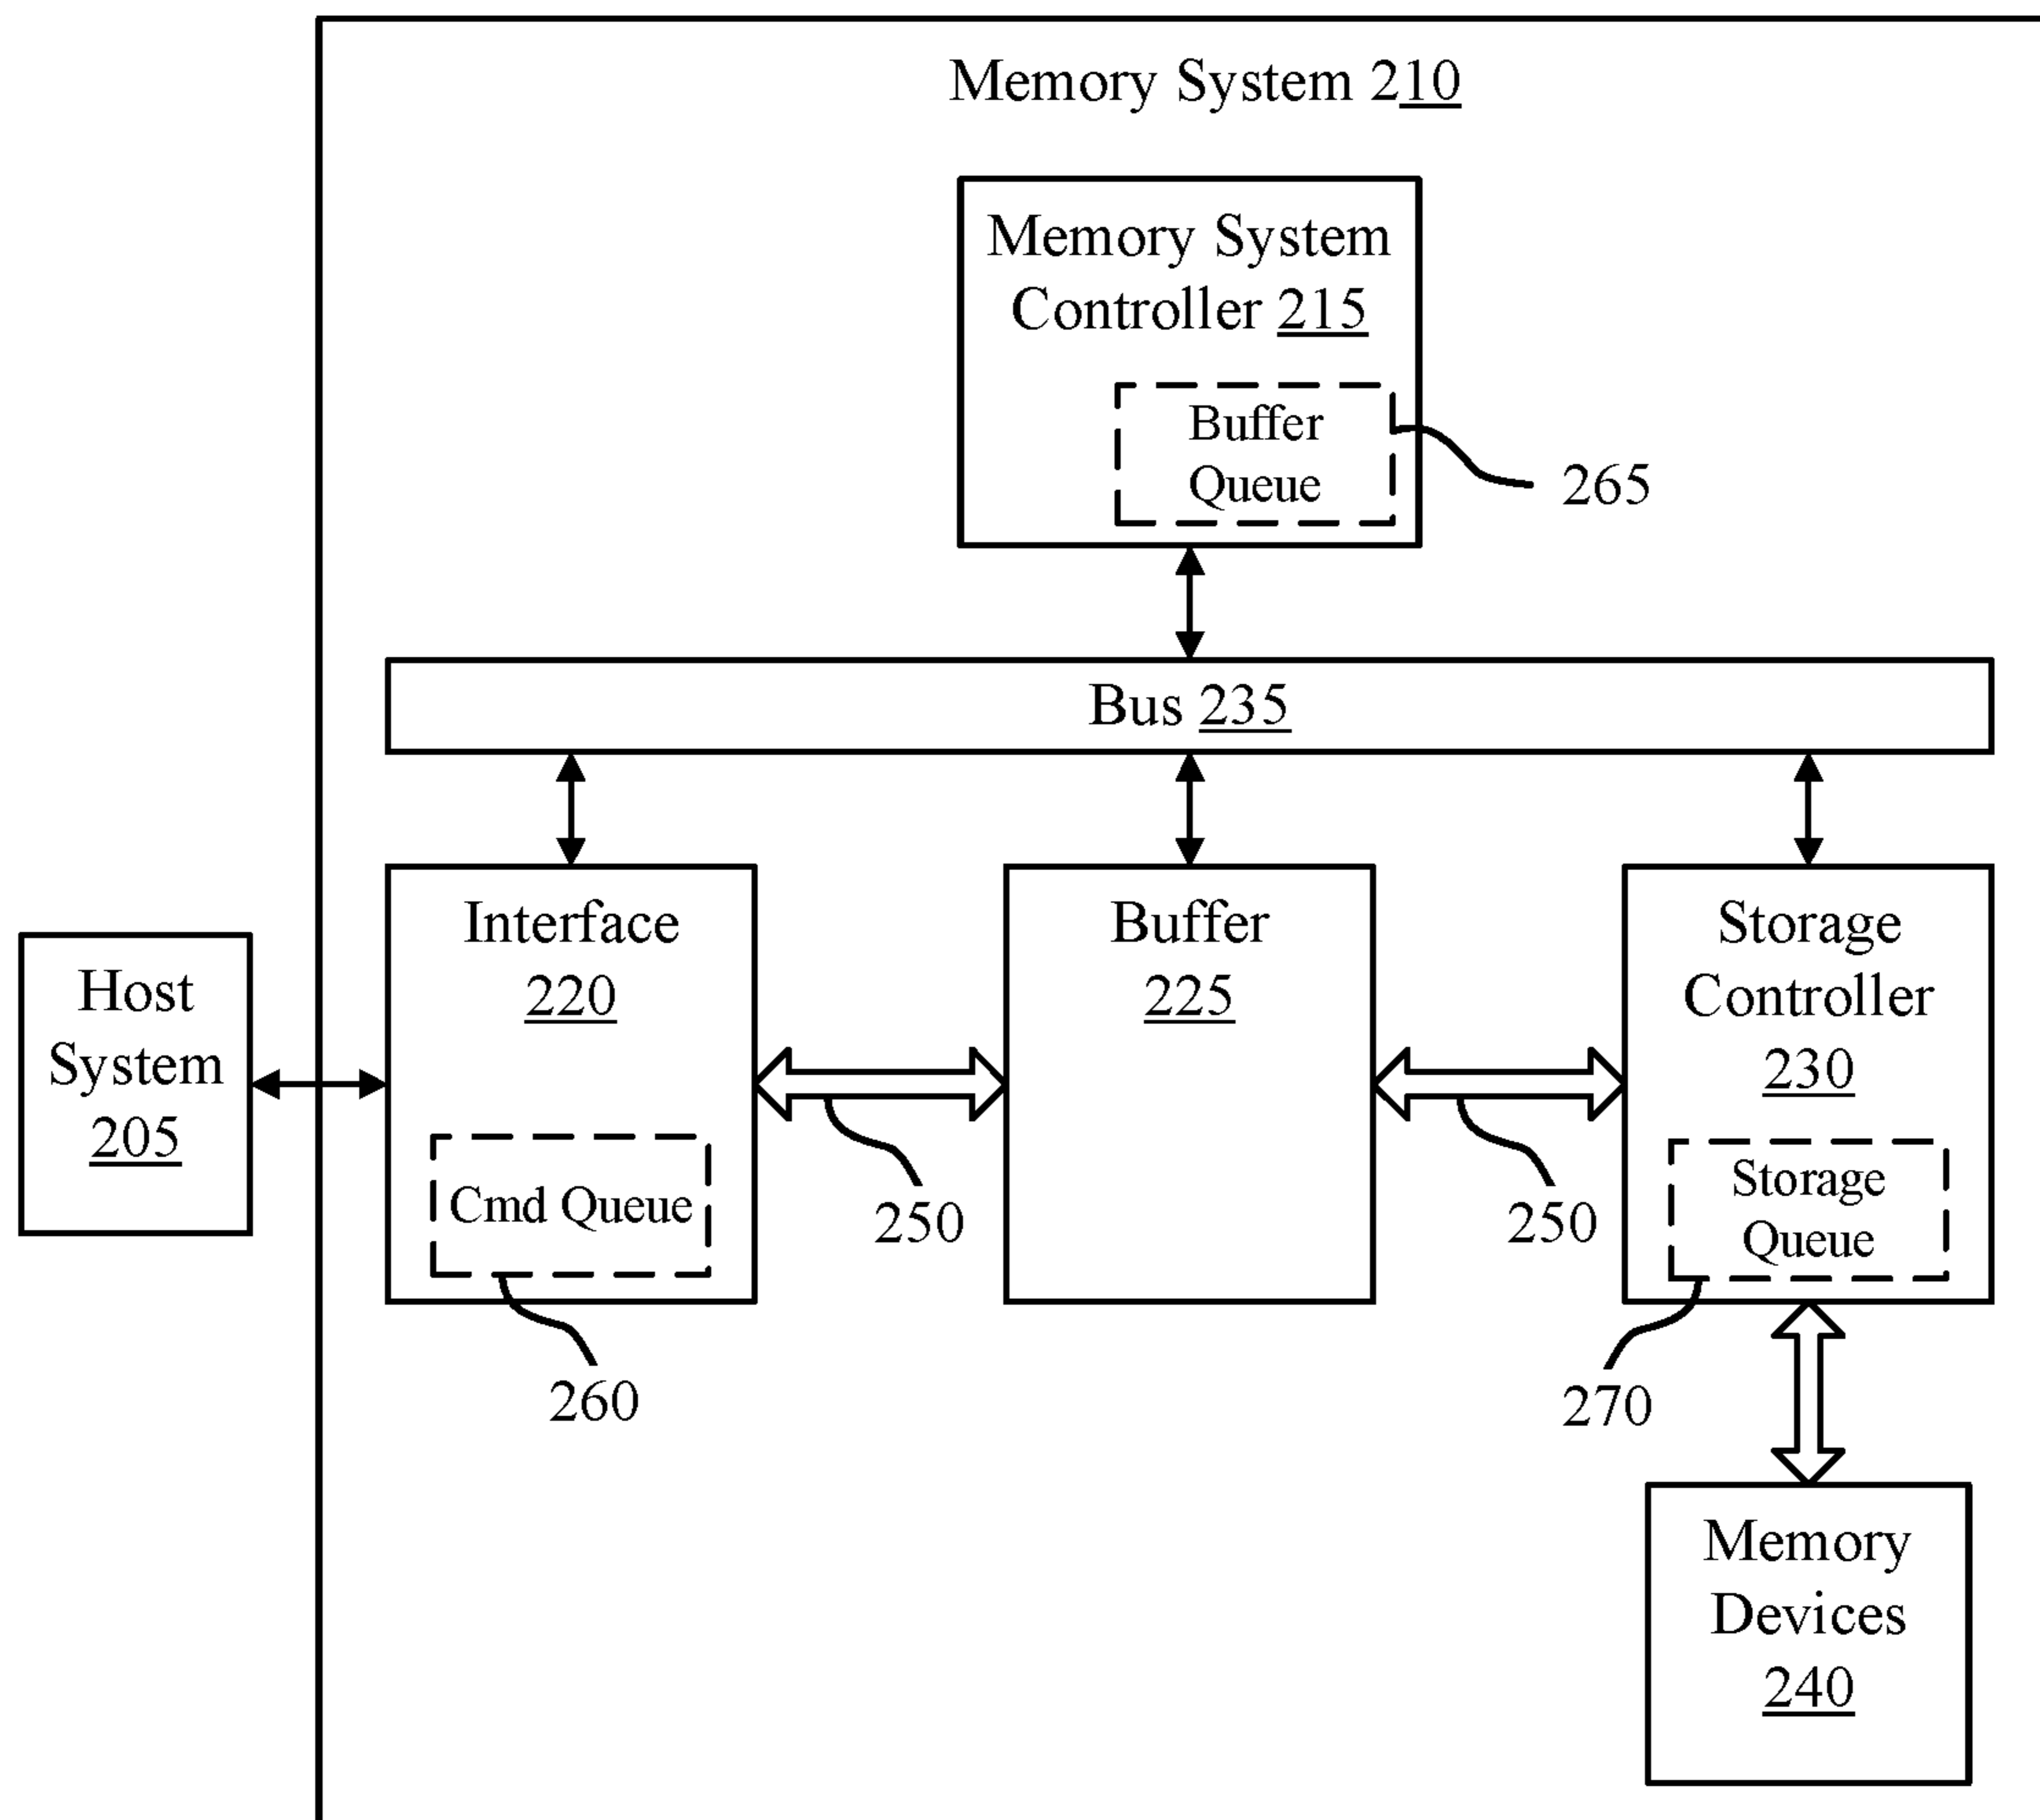 Memory System 210
Memory System
Controller 215
Buffer
Queue
265
Bus 235
Interface
220
Buffer
225
Storage
Controller
230
Host
System
205
Cmd Queue
Storage
Queue
250
250
260
270
Memory
Devices
240